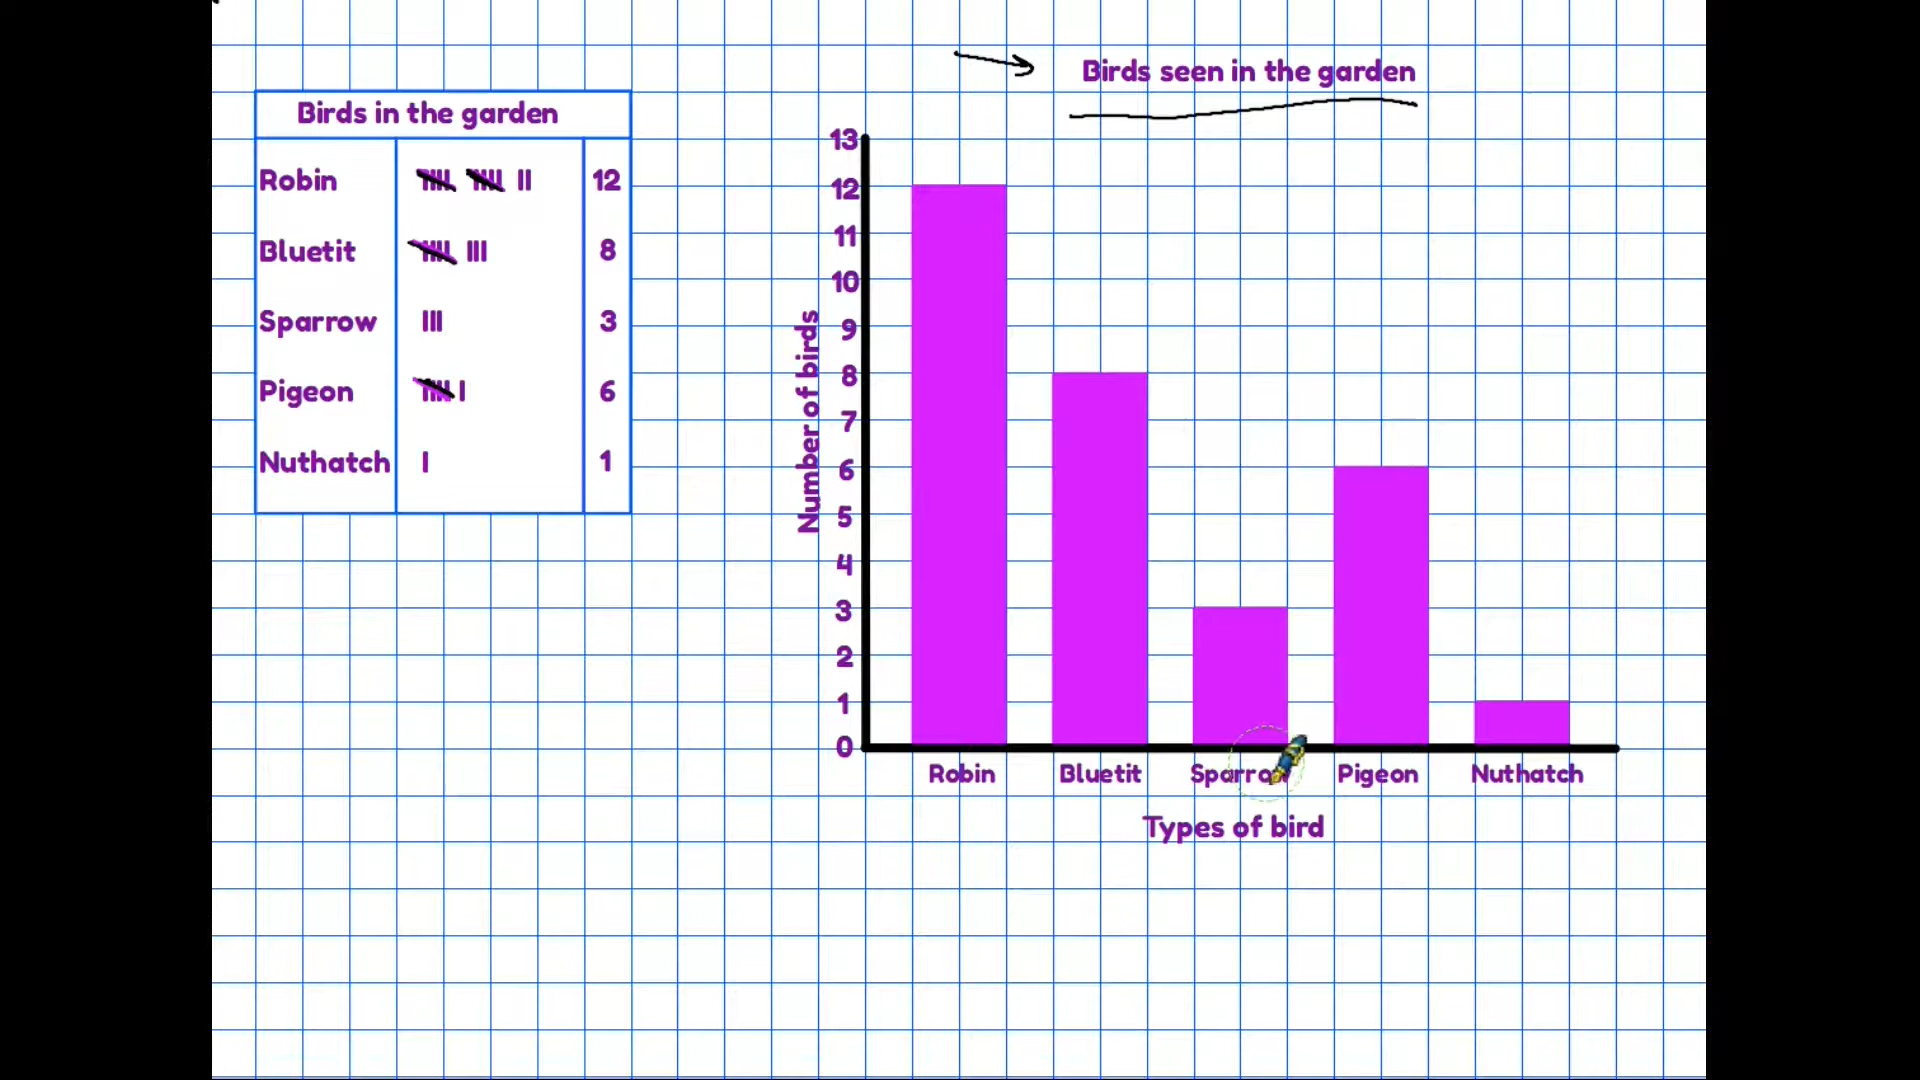 Birds in the garden
Robin 12
Bluetit 8
Sparrow 3
Pigeon 6
Nuthatch 1
Birds seen in the garden
Number of birds
13
12
11
10
9
8
7
6
5
4
3
2
1
0
Robin Bluetit Sparrow Pigeon Nuthatch
Types of bird